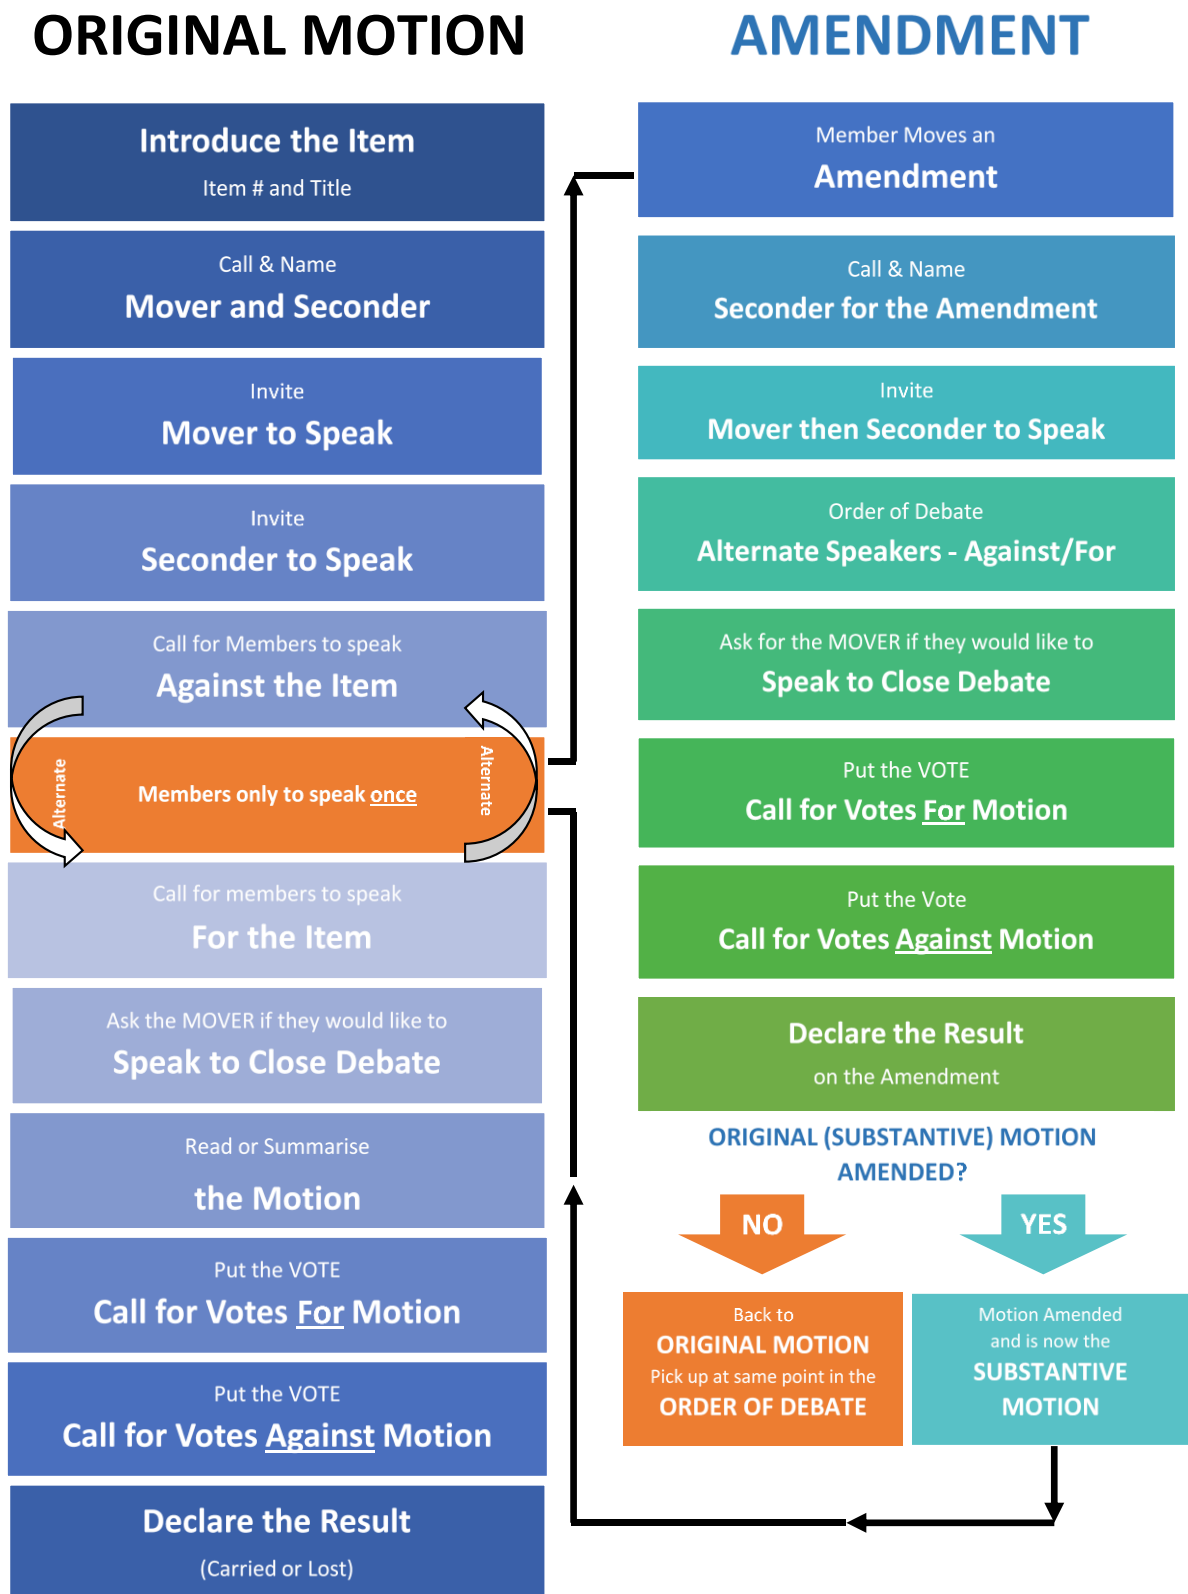 ORIGINAL MOTION
Introduce the Item
Item # and Title
Call & Name
Mover and Seconder
Invite
Mover to Speak
Invite
Seconder to Speak
Call for Members to speak
Against the Item
Alternate
Members only to speak once
Alternate
Call for members to speak
For the Item
Ask the MOVER if they would like to
Speak to Close Debate
Read or Summarise
the Motion
Put the VOTE
Call for Votes For Motion
Put the VOTE
Call for Votes Against Motion
Declare the Result
(Carried or Lost)
AMENDMENT
Member Moves an
Amendment
Call & Name
Seconder for the Amendment
Invite
Mover then Seconder to Speak
Order of Debate
Alternate Speakers - Against/For
Ask for the MOVER if they would like to
Speak to Close Debate
Put the VOTE
Call for Votes For Motion
Put the Vote
Call for Votes Against Motion
Declare the Result
on the Amendment
ORIGINAL (SUBSTANTIVE) MOTION
AMENDED?
NO
Back to
ORIGINAL MOTION
Pick up at same point in the
ORDER OF DEBATE
YES
Motion Amended
and is now the
SUBSTANTIVE
MOTION